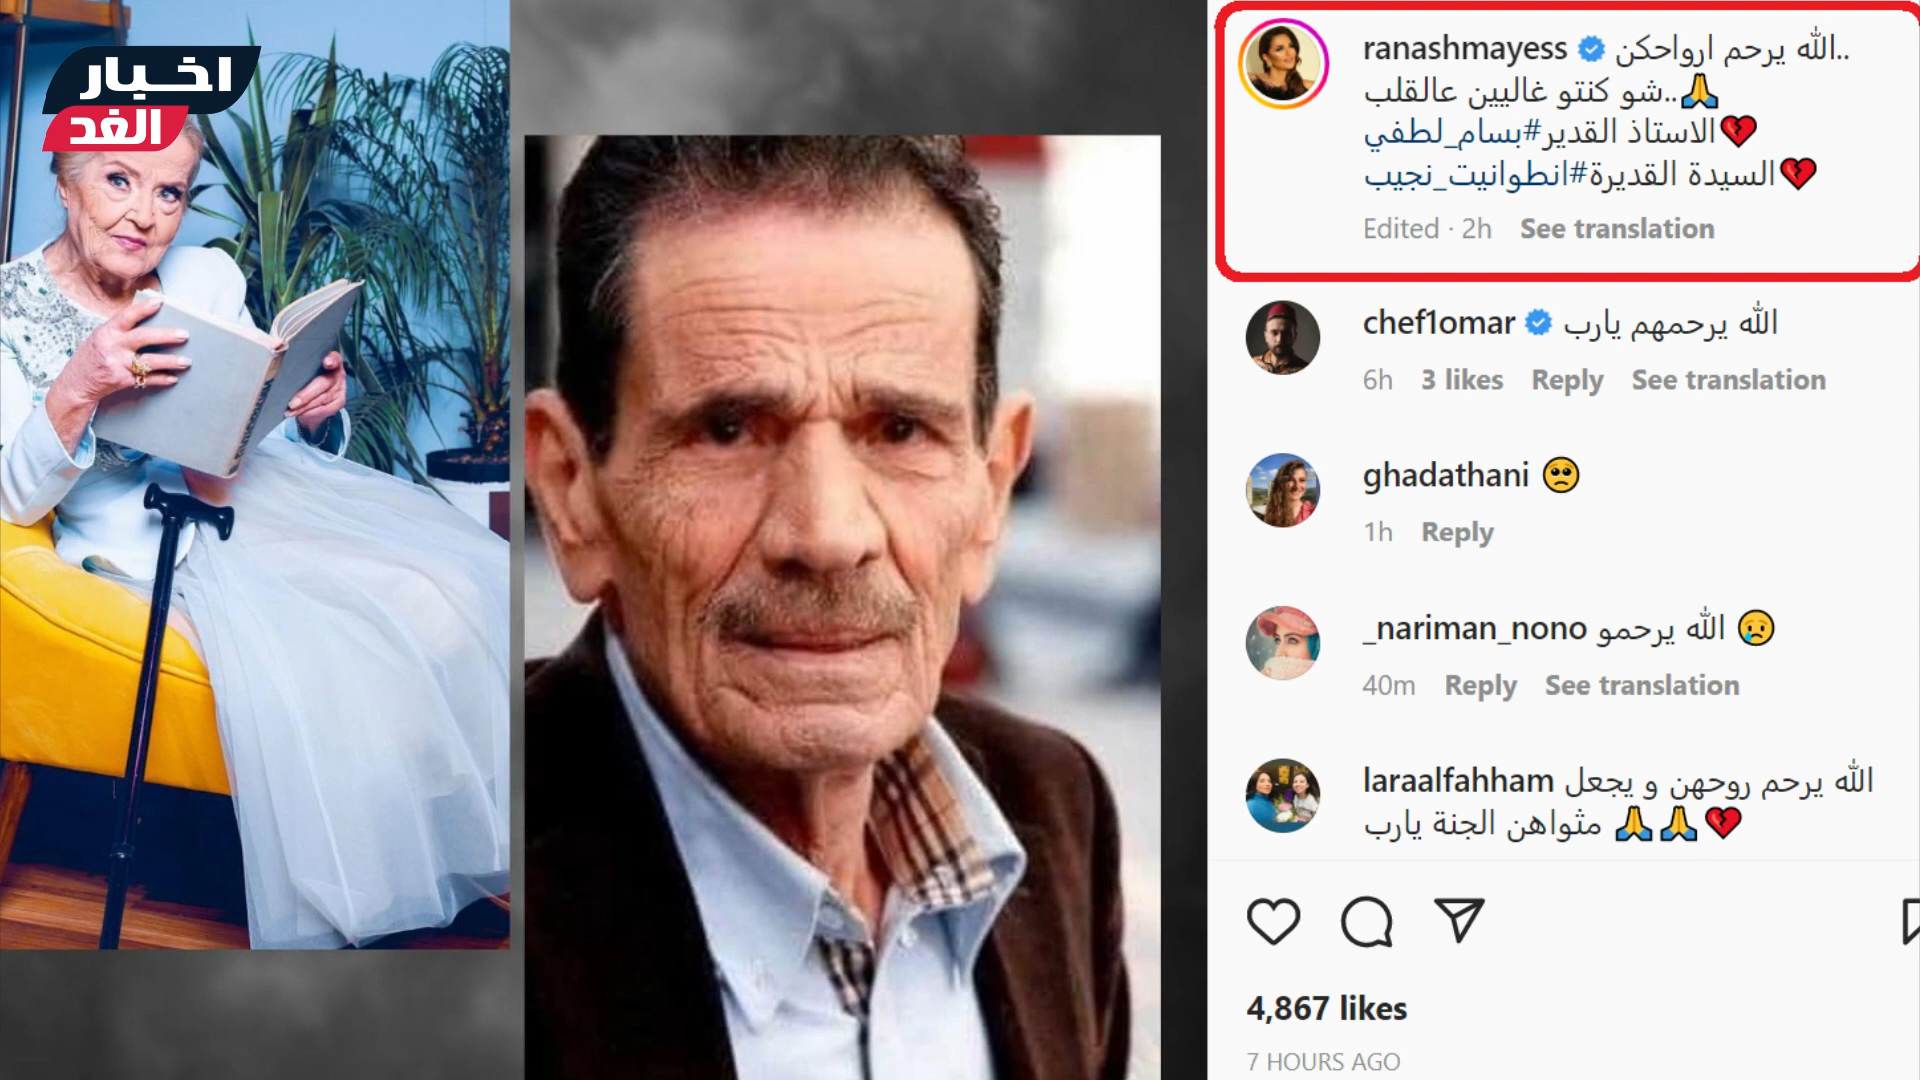 اخبار
الغد
ranashmayess الله يرحم ارواحكن..
شو كنتو غاليين عالقلب..🙏
💔الاستاذ القدير#بسام_لطفي
💔السيدة القديرة#انطوانيت_نجيب
Edited · 2h See translation
chef1omar الله يرحمهم يارب
6h 3 likes Reply See translation
ghadathani 🥺
1h Reply
_nariman_nono الله يرحمو 😢
40m Reply See translation
laraalfahham الله يرحم روحهن و يجعل
مثواهن الجنة يارب 🙏🙏💔
4,867 likes
7 HOURS AGO